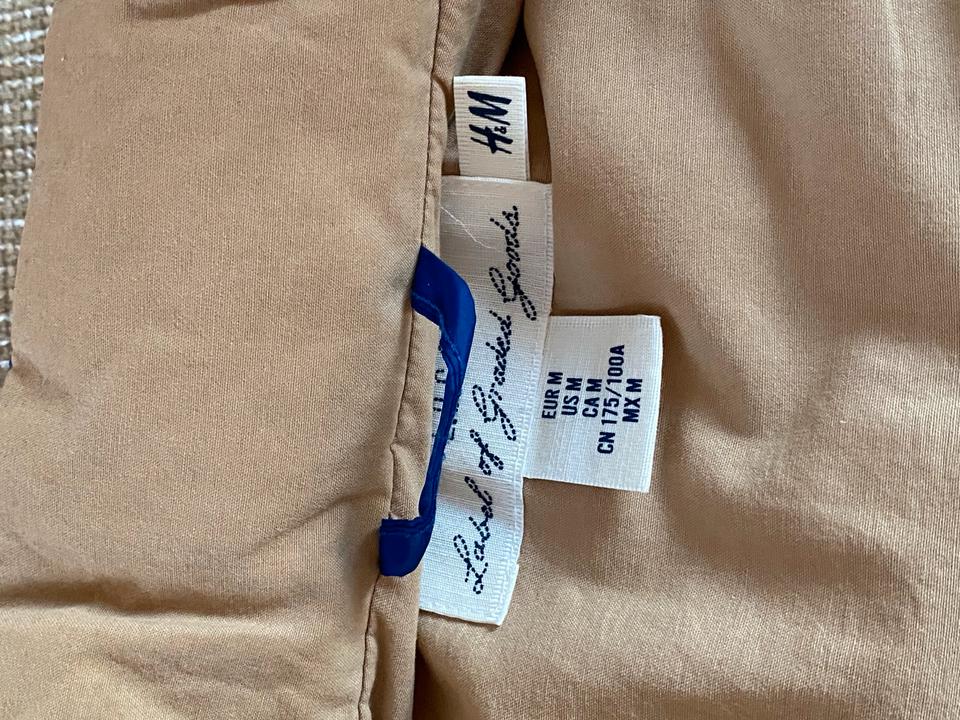 H&M
Label of Graded Goods.
EUR M
US M
CA M
CN 175/100A
MX M